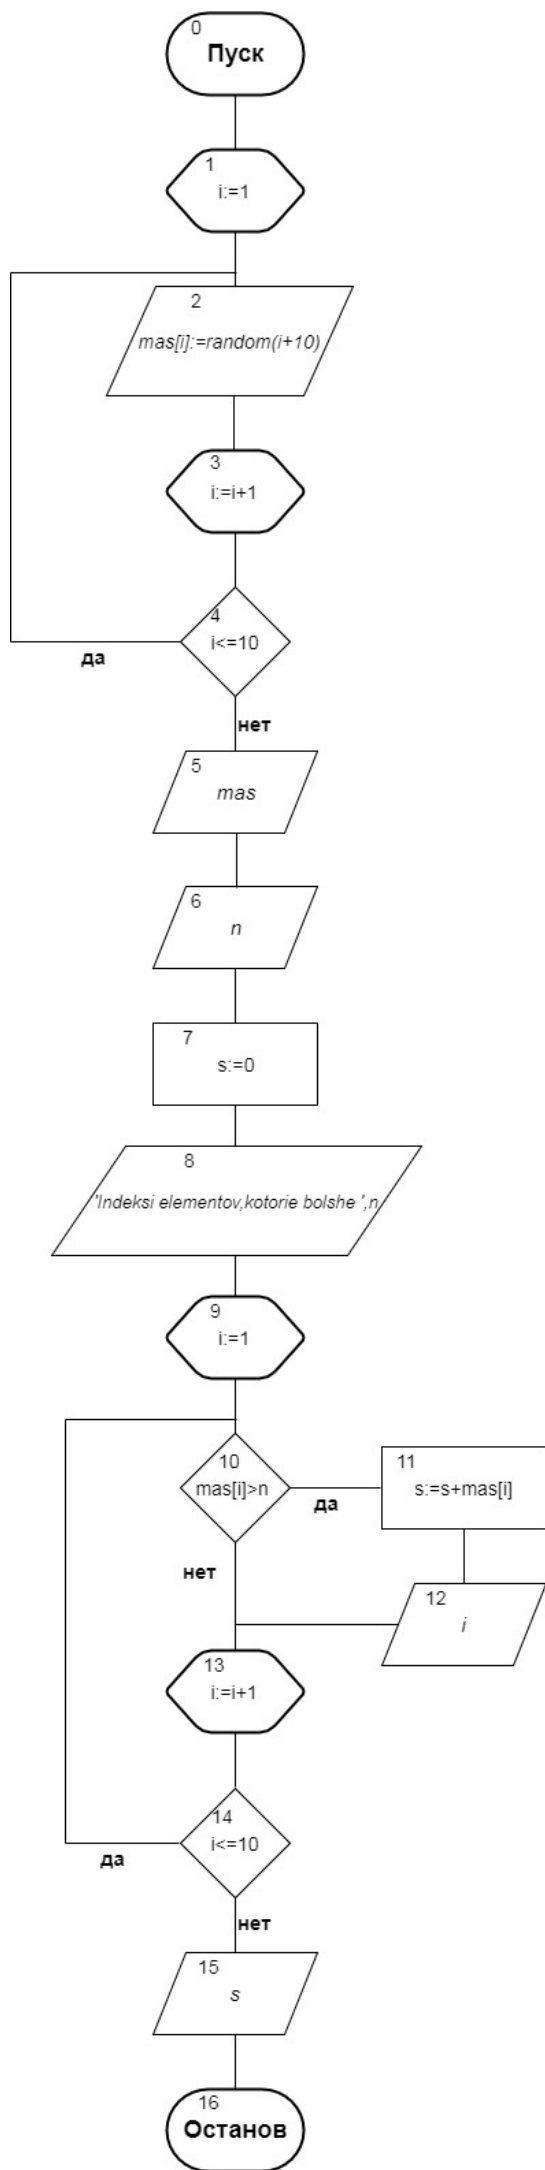 0
Пуск
1
i:=1
2
mas[i]:=random(i+10)
3
i:=i+1
4
i<=10
да
нет
5
mas
6
n
7
s:=0
8
'Indeksi elementov,kotorie bolshe ',n
9
i:=1
10
mas[i]>n
да
11
s:=s+mas[i]
нет
12
i
13
i:=i+1
14
i<=10
да
нет
15
s
16
Останов